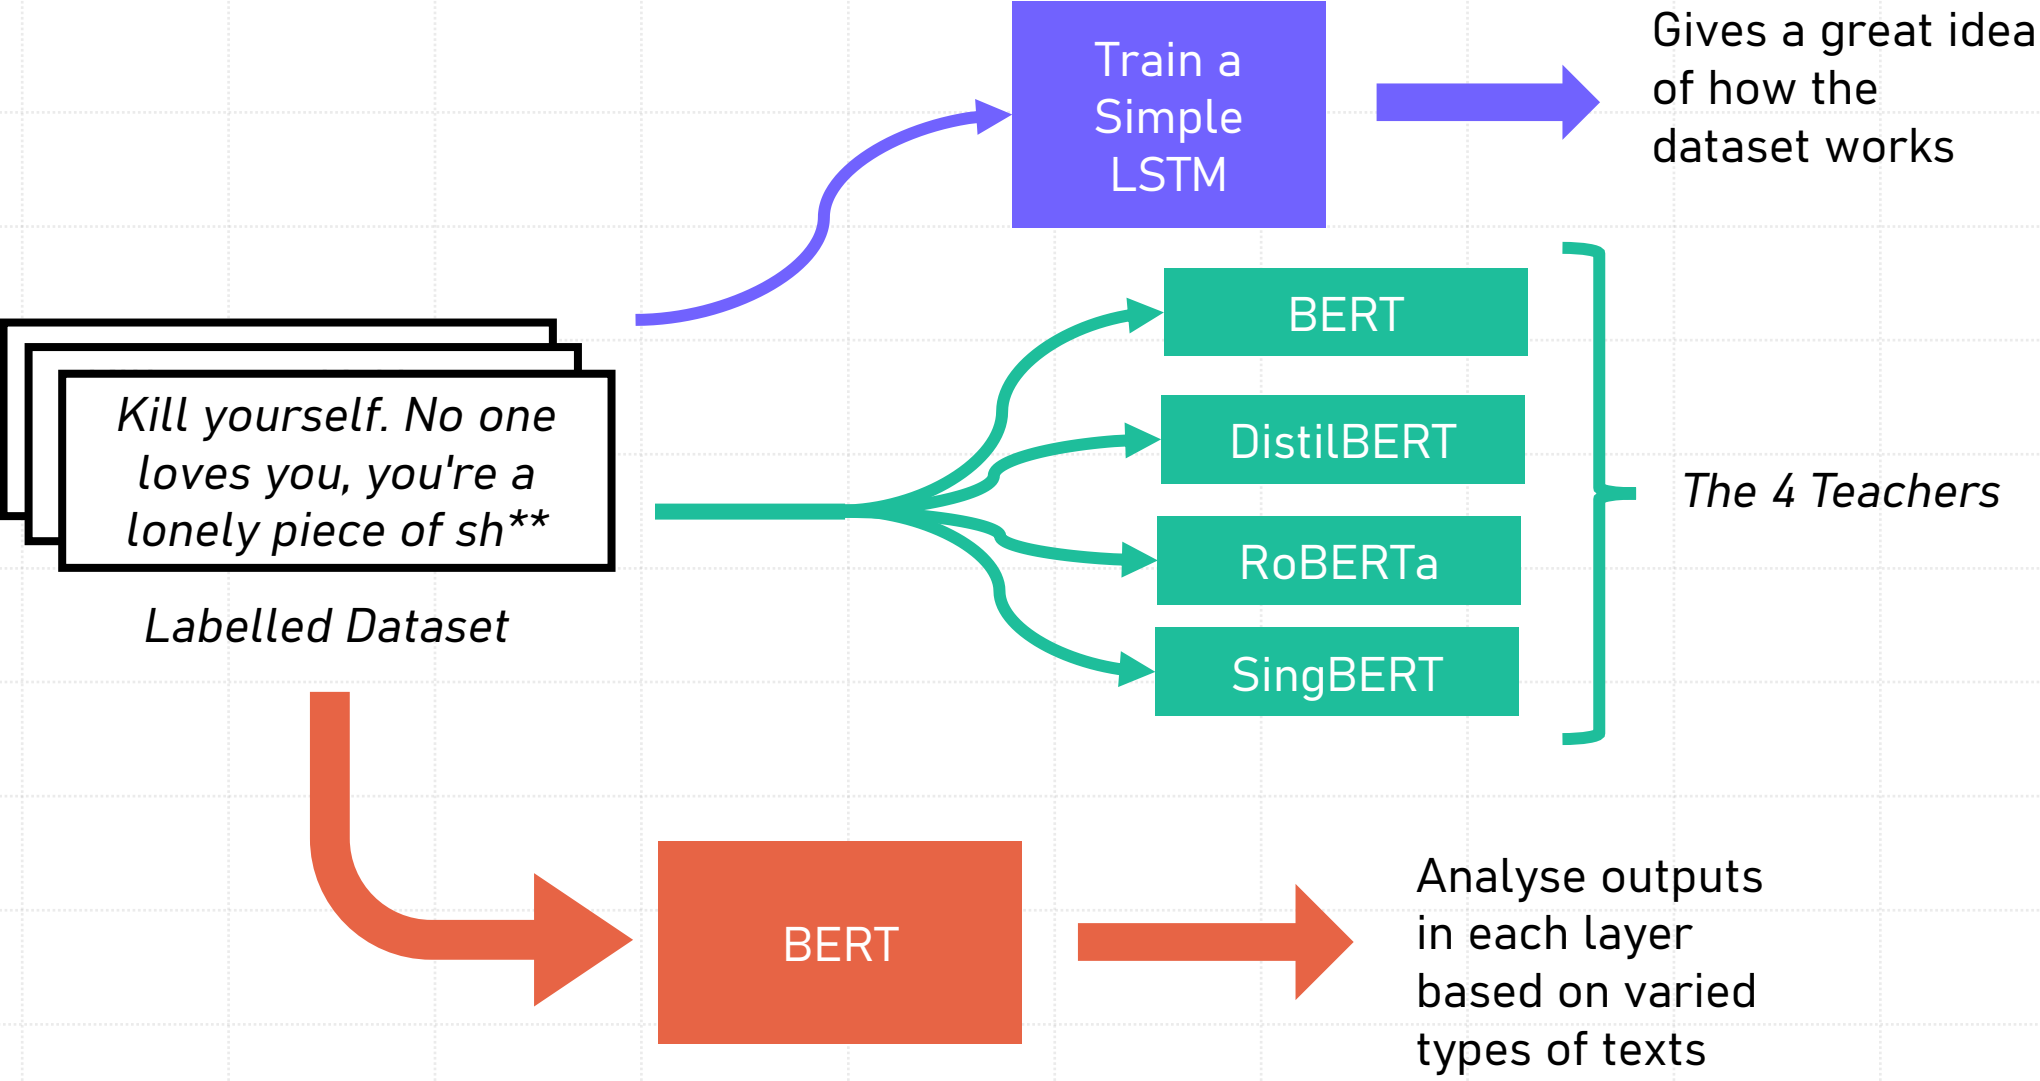 Train a
Simple
LSTM
Gives a great idea
of how the
dataset works
Kill yourself. No one
loves you, you're a
lonely piece of sh**
Labelled Dataset
BERT
DistilBERT
RoBERTa
SingBERT
The 4 Teachers
BERT
Analyse outputs
in each layer
based on varied
types of texts